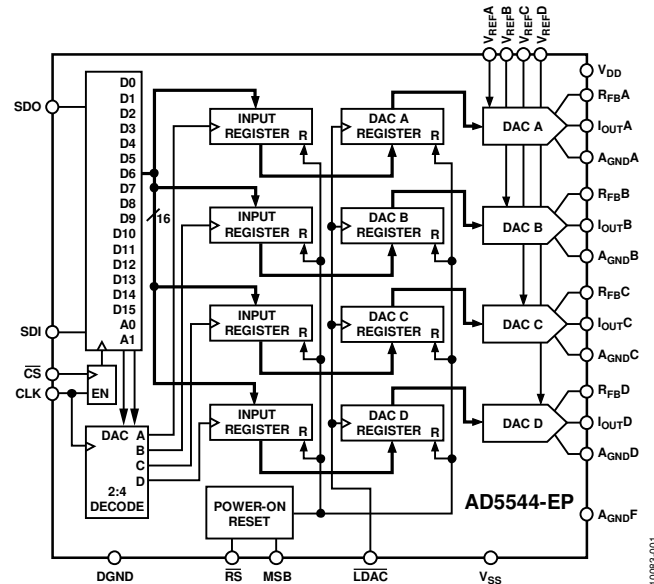 VREFA VREFB VREFC VREFD
VDD
SDO
D0
D1
D2
D3
D4
D5
D6
D7
D8
D9
D10
D11
D12
D13
D14
D15
A0
A1
16
INPUT
REGISTER R
DAC A
REGISTER R
DAC A
RFBA
IOUTA
AGNDA
INPUT
REGISTER R
DAC B
REGISTER R
DAC B
RFBB
IOUTB
AGNDB
SDI
INPUT
REGISTER R
DAC C
REGISTER R
DAC C
RFBC
IOUTC
AGNDC
CS
CLK
EN
INPUT
REGISTER R
DAC D
REGISTER R
DAC D
RFBD
IOUTD
AGNDD
DAC A
B
C
D
2:4
DECODE
POWER-ON
RESET
AD5544-EP
AGNDF
DGND
RS
MSB
LDAC
VSS
10083-001